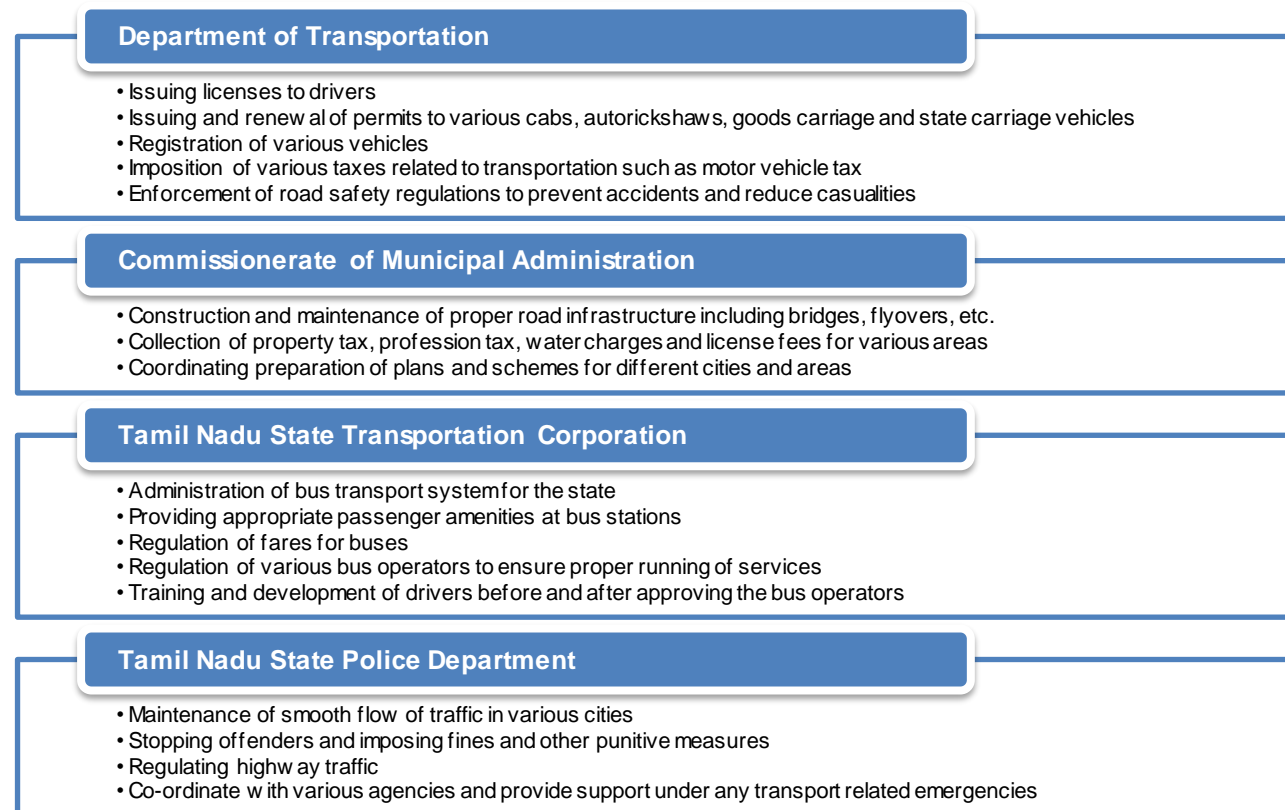 Department of Transportation
• Issuing licenses to drivers
• Issuing and renewal of permits to various cabs, autorickshaws, goods carriage and state carriage vehicles
• Registration of various vehicles
• Imposition of various taxes related to transportation such as motor vehicle tax
• Enforcement of road safety regulations to prevent accidents and reduce casualities
Commissionerate of Municipal Administration
• Construction and maintenance of proper road infrastructure including bridges, flyovers, etc.
• Collection of property tax, profession tax, water charges and license fees for various areas
• Coordinating preparation of plans and schemes for different cities and areas
Tamil Nadu State Transportation Corporation
• Administration of bus transport system for the state
• Providing appropriate passenger amenities at bus stations
• Regulation of fares for buses
• Regulation of various bus operators to ensure proper running of services
• Training and development of drivers before and after approving the bus operators
Tamil Nadu State Police Department
• Maintenance of smooth flow of traffic in various cities
• Stopping offenders and imposing fines and other punitive measures
• Regulating highway traffic
• Co-ordinate with various agencies and provide support under any transport related emergencies